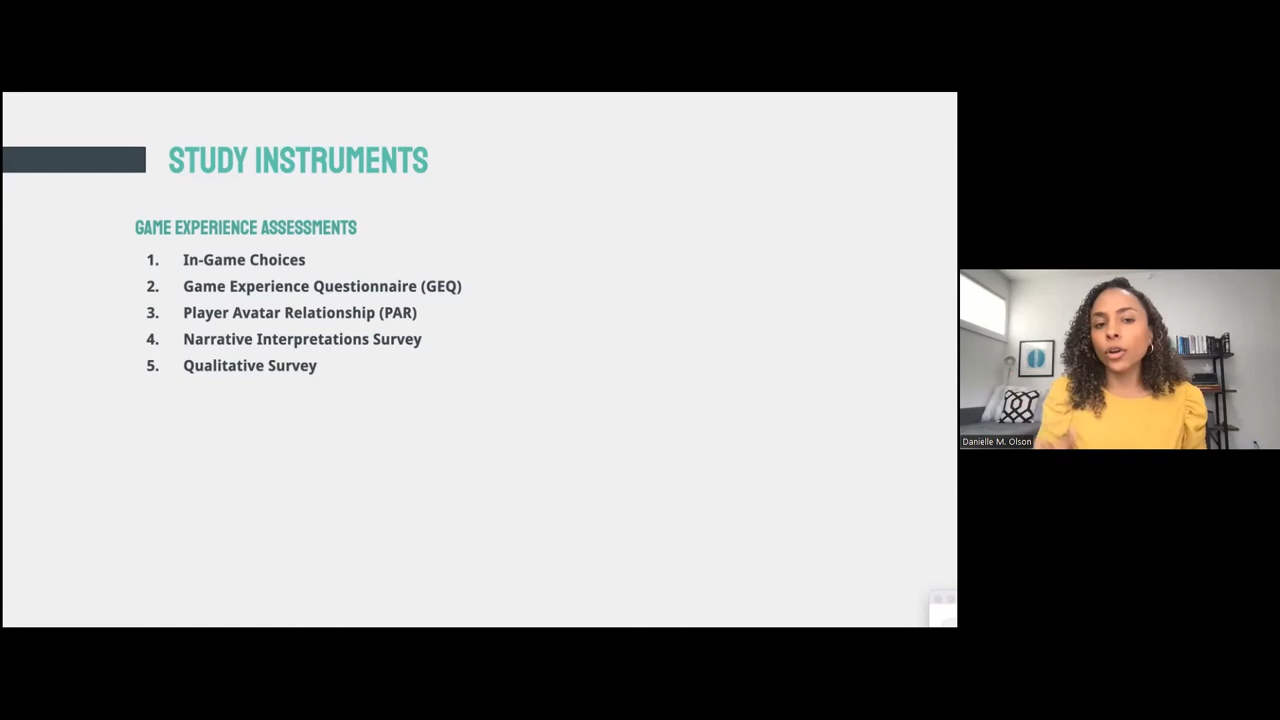 STUDY INSTRUMENTS
GAME EXPERIENCE ASSESSMENTS
1. In-Game Choices
2. Game Experience Questionnaire (GEQ)
3. Player Avatar Relationship (PAR)
4. Narrative Interpretations Survey
5. Qualitative Survey
Danielle M. Olson